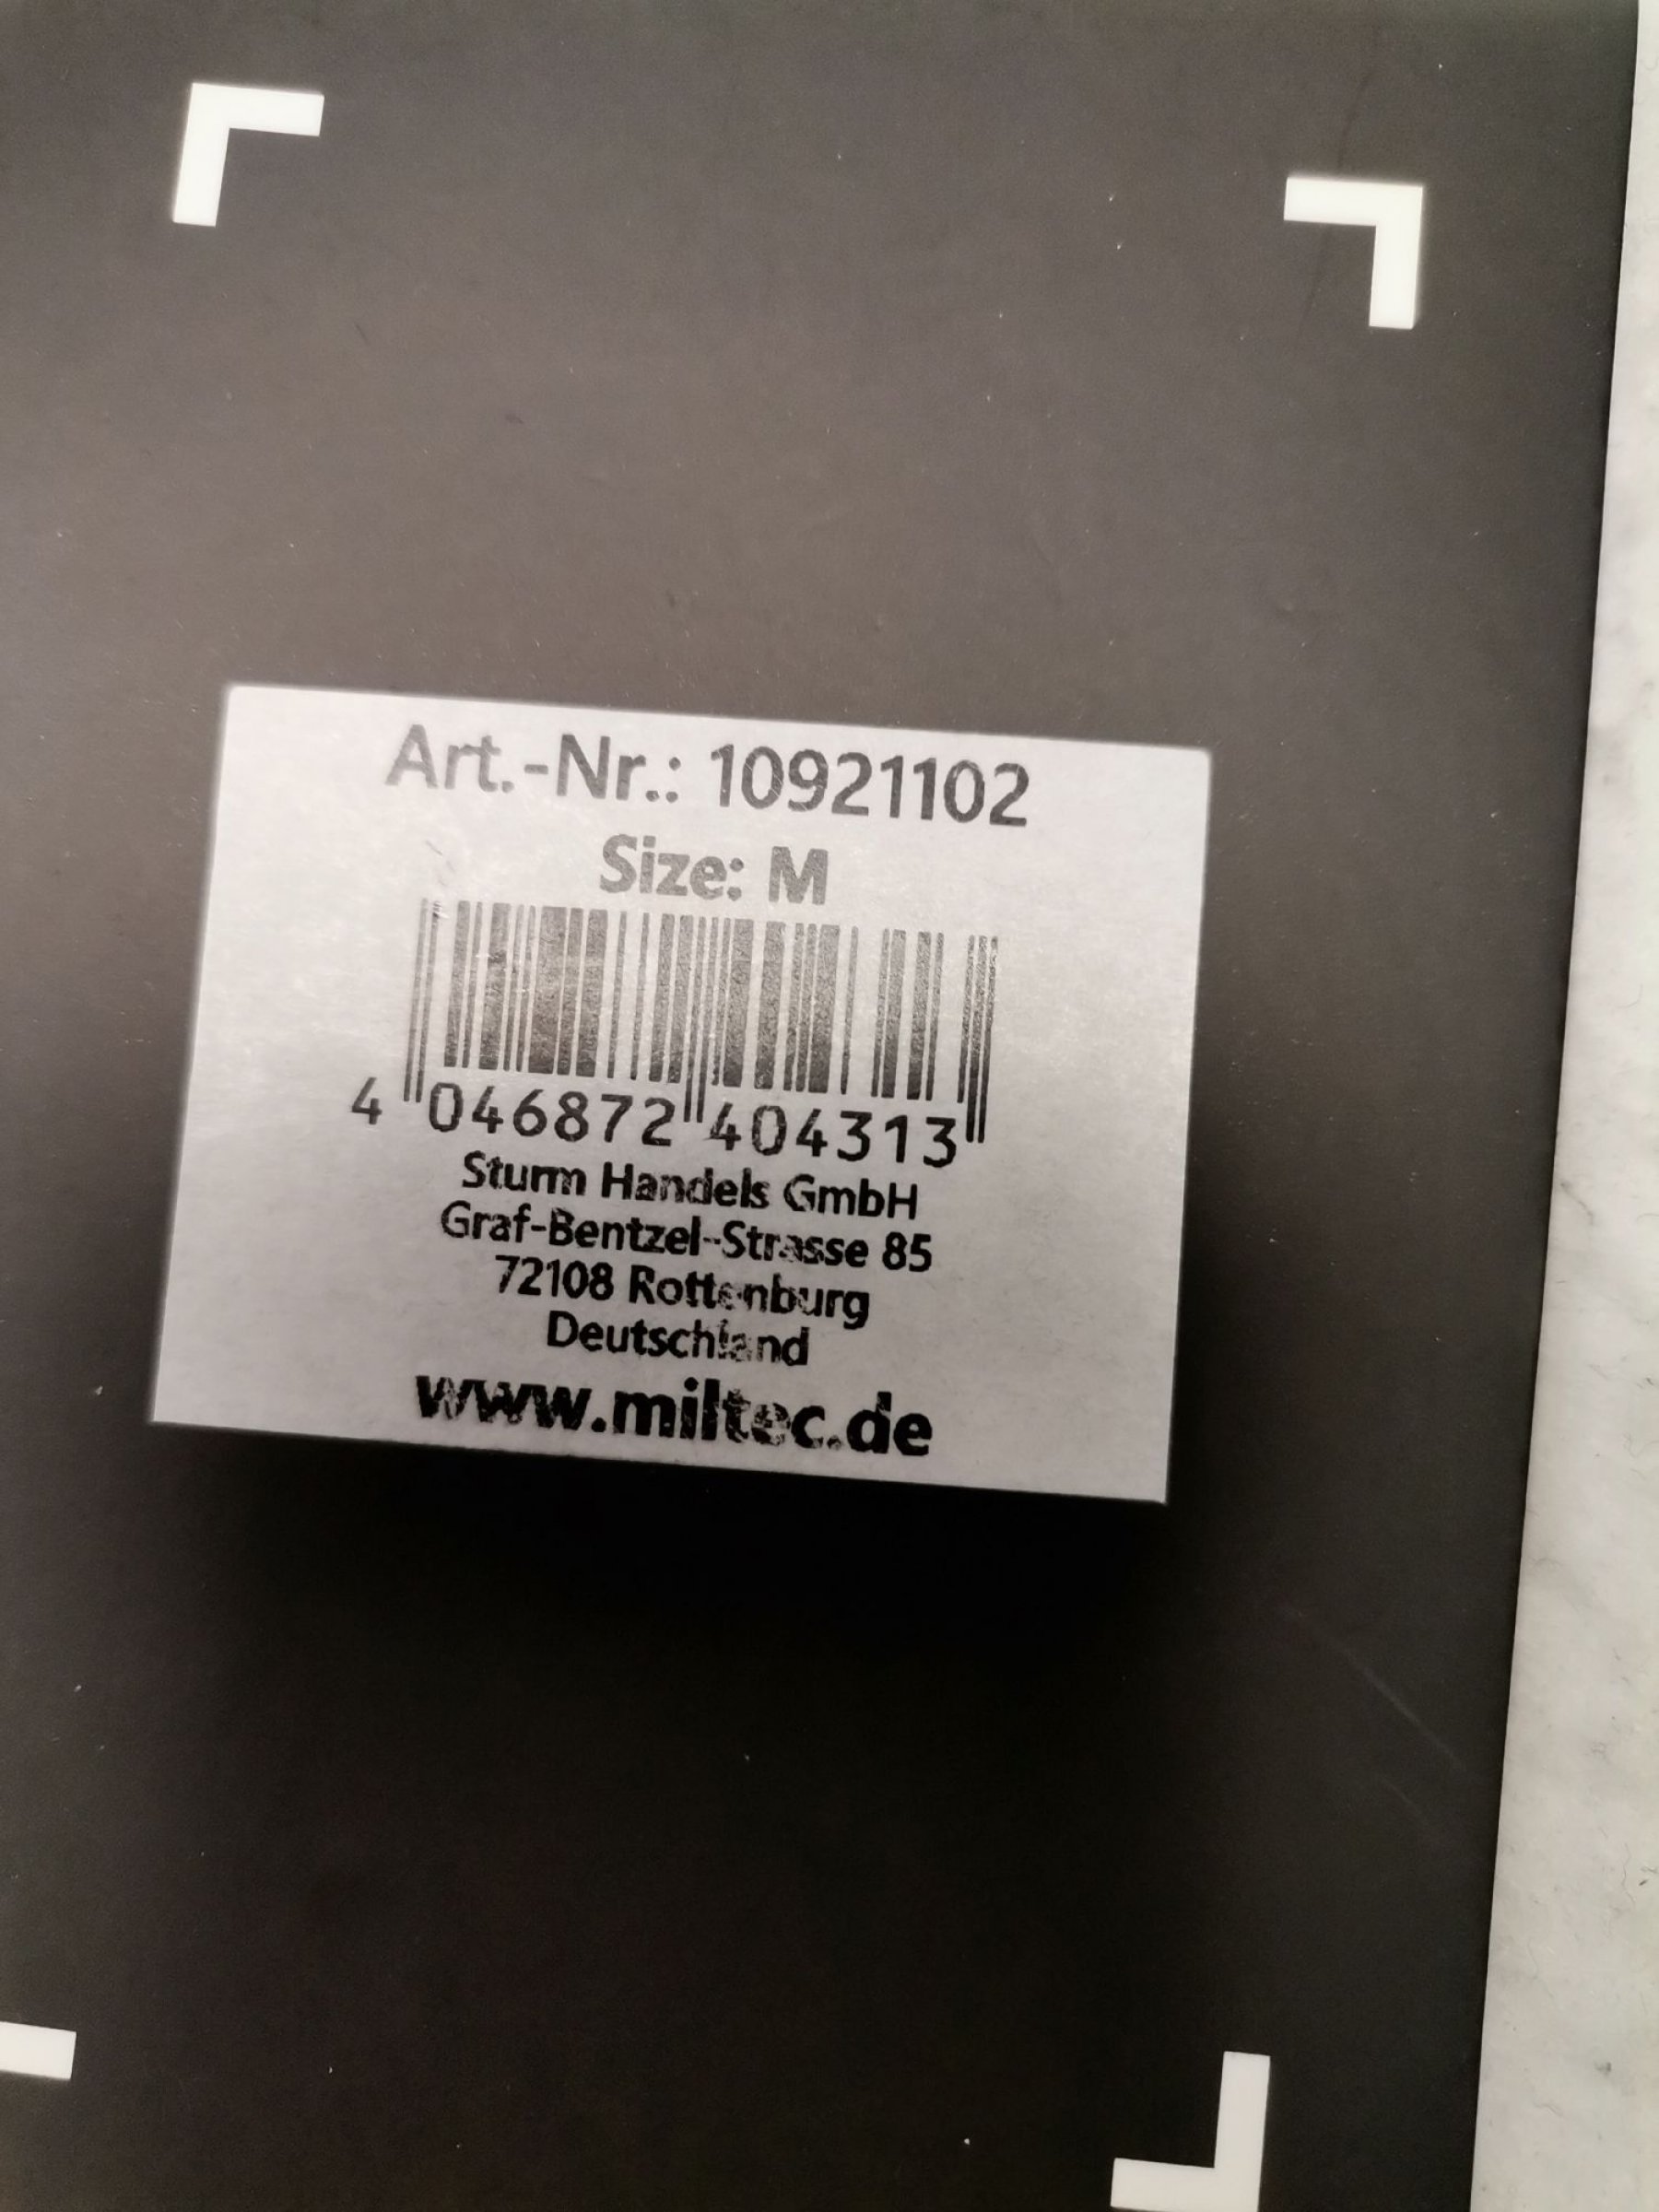 Art.-Nr.: 10921102
Size: M
4 046872 404313
Sturm Handels GmbH
Graf-Bentzel-Strasse 85
72108 Rottenburg
Deutschland
www.miltec.de